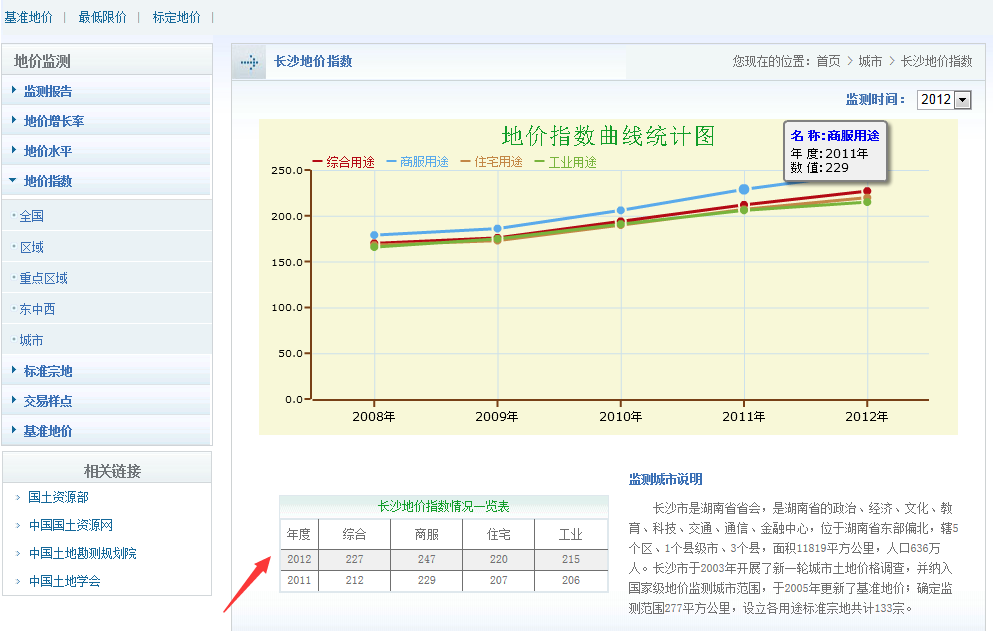 基准地价 | 最低限价 | 标定地价 |
地价监测
监测报告
地价增长率
地价水平
地价指数
·全国
·区域
·重点区域
·东中西
·城市
标准宗地
交易样点
基准地价
相关链接
国土资源部
中国国土资源网
中国土地勘测规划院
中国土地学会
长沙地价指数
您现在的位置：首页 > 城市 > 长沙地价指数
监测时间： 2012
地价指数曲线统计图
综合用途 商服用途 住宅用途 工业用途
名 称:商服用途
年 度:2011年
数 值:229
250.0
200.0
150.0
100.0
50.0
0.0
2008年 2009年 2010年 2011年 2012年
长沙地价指数情况一览表
年度 综合 商服 住宅 工业
2012 227 247 220 215
2011 212 229 207 206
监测城市说明
长沙市是湖南省省会，是湖南省的政治、经济、文化、教
育、科技、交通、通信、金融中心，位于湖南省东部偏北，辖5
个区、1个县级市、3个县，面积11819平方公里，人口636万
人。长沙市于2003年开展了新一轮城市土地价格调查，并纳入
国家级地价监测城市范围，于2005年更新了基准地价；确定监
测范围277平方公里，设立各用途标准宗地共计133宗。